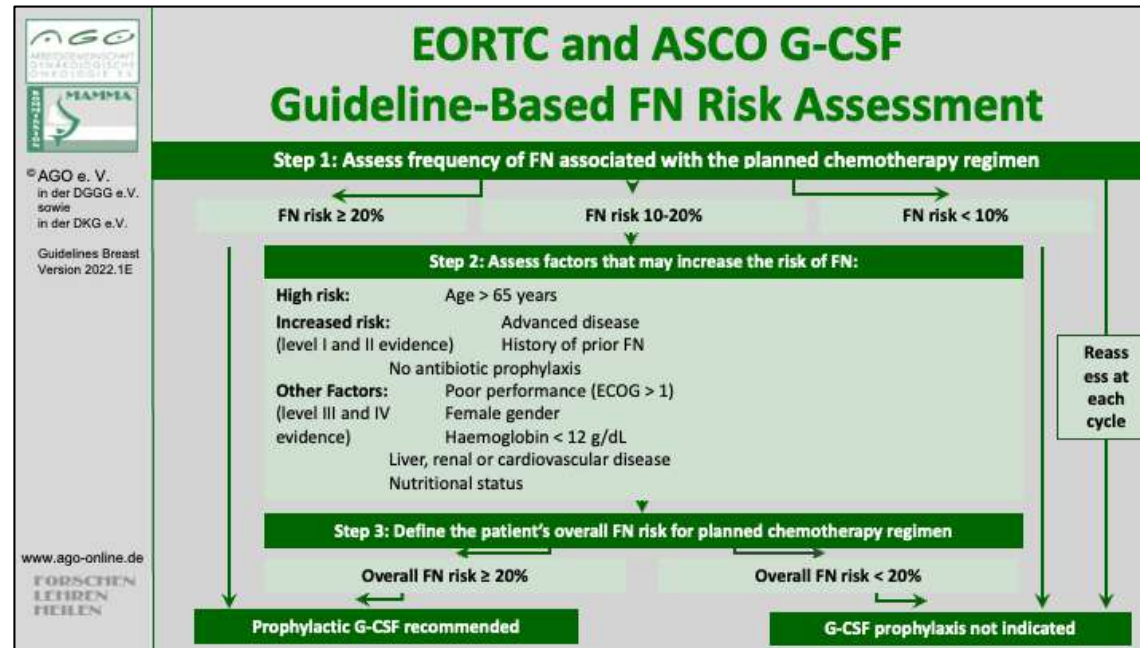 AGO
ARBEITSGEMEINSCHAFT
GYNÄKOLOGISCHE
ONKOLOGIE E.V.
MAMMA
© AGO e. V.
in der DGGG e.V.
sowie
in der DKG e.V.
Guidelines Breast
Version 2022.1E
www.ago-online.de
FORSCHEN
LEHREN
HEILEN
EORTC and ASCO G-CSF
Guideline-Based FN Risk Assessment
Step 1: Assess frequency of FN associated with the planned chemotherapy regimen
FN risk ≥ 20% FN risk 10-20% FN risk < 10%
Step 2: Assess factors that may increase the risk of FN:
High risk: Age > 65 years
Increased risk: Advanced disease
(level I and II evidence) History of prior FN
No antibiotic prophylaxis
Other Factors: Poor performance (ECOG > 1)
(level III and IV Female gender
evidence) Haemoglobin < 12 g/dL
Liver, renal or cardiovascular disease
Nutritional status
Reass
ess at
each
cycle
Step 3: Define the patient's overall FN risk for planned chemotherapy regimen
Overall FN risk ≥ 20% Overall FN risk < 20%
Prophylactic G-CSF recommended G-CSF prophylaxis not indicated